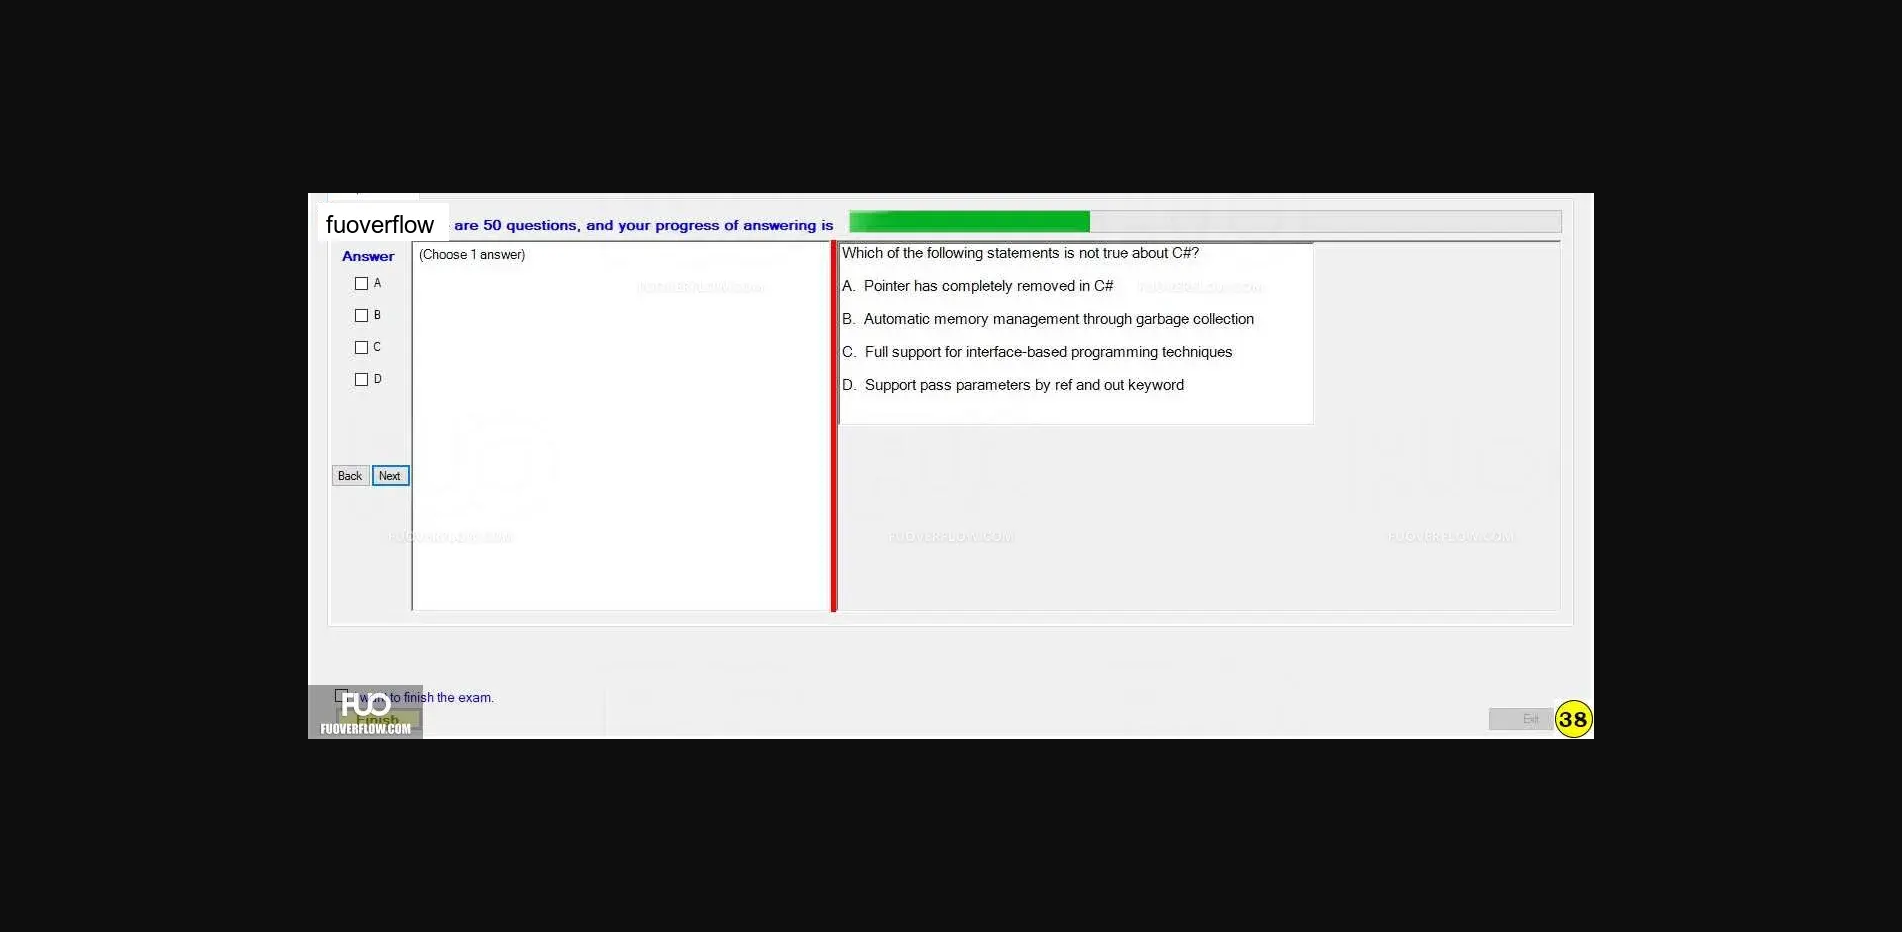 fuoverflow are 50 questions, and your progress of answering is
Answer
(Choose 1 answer)
A
B
C
D
Back Next
Which of the following statements is not true about C#?
A. Pointer has completely removed in C#
B. Automatic memory management through garbage collection
C. Full support for interface-based programming techniques
D. Support pass parameters by ref and out keyword
FUOVERFLOW.COM FUOVERFLOW.COM
FUOVERFLOW.COM FUOVERFLOW.COM FUOVERFLOW.COM
want to finish the exam.
FUO
Finish
FUOVERFLOW.COM
Exit
38